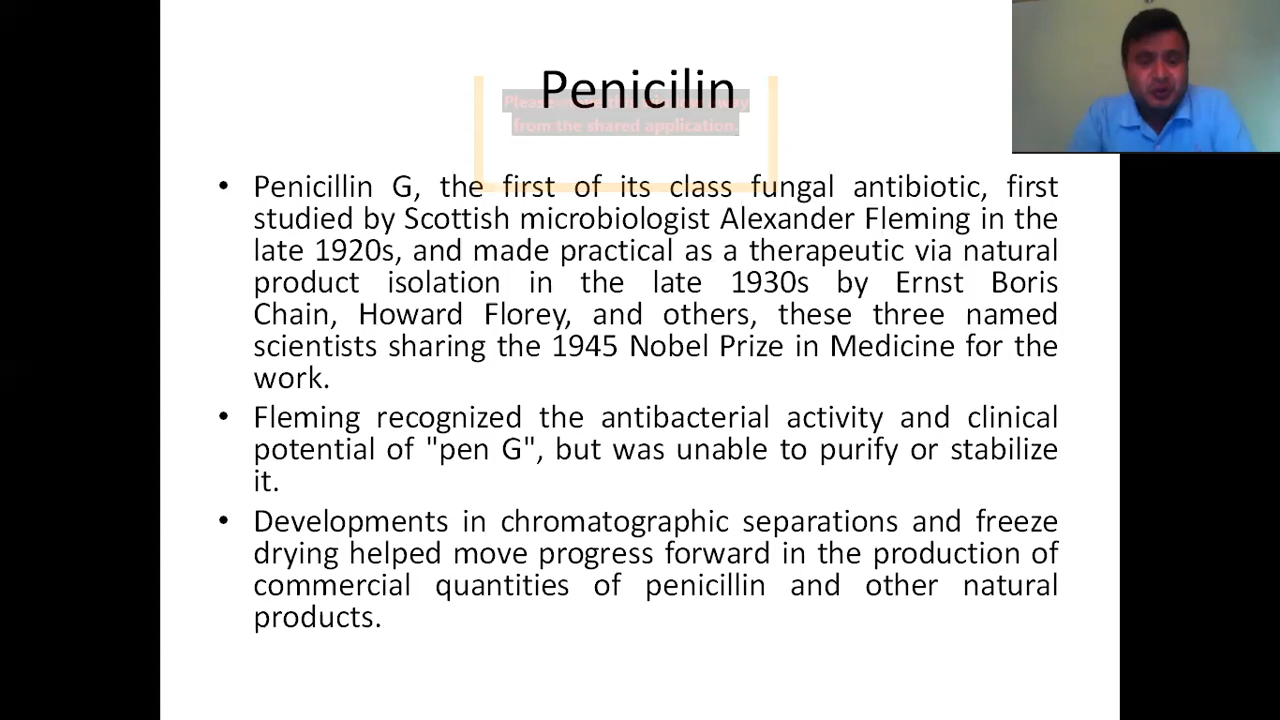 Penicilin
Please away
from the shared application.
• Penicillin G, the first of its class fungal antibiotic, first
studied by Scottish microbiologist Alexander Fleming in the
late 1920s, and made practical as a therapeutic via natural
product isolation in the late 1930s by Ernst Boris
Chain, Howard Florey, and others, these three named
scientists sharing the 1945 Nobel Prize in Medicine for the
work.
• Fleming recognized the antibacterial activity and clinical
potential of "pen G", but was unable to purify or stabilize
it.
• Developments in chromatographic separations and freeze
drying helped move progress forward in the production of
commercial quantities of penicillin and other natural
products.